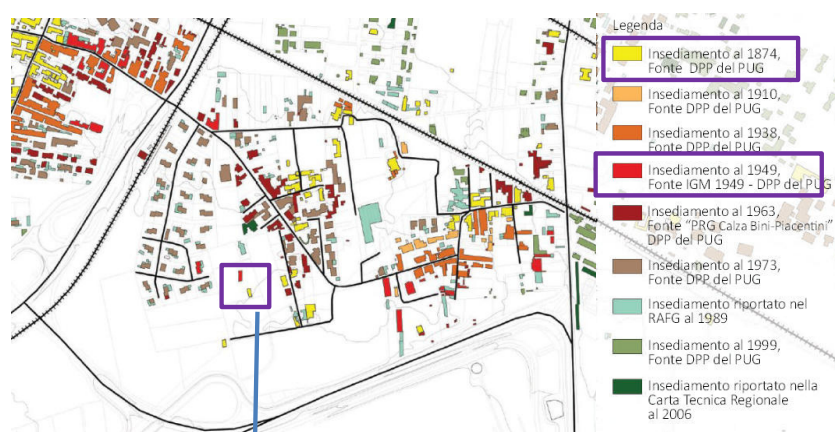 Legenda
Insediamento al 1874,
Fonte DPP del PUG
Insediamento al 1910,
Fonte DPP del PUG
Insediamento al 1938,
Fonte DPP del PUG
Insediamento al 1949,
Fonte IGM 1949 - DPP del PUG
Insediamento al 1963,
Fonte "PRG Calza Bini-Piacentini"
DPP del PUG
Insediamento al 1973,
Fonte DPP del PUG
Insediamento riportato nel
RAFG al 1989
Insediamento al 1999,
Fonte DPP del PUG
Insediamento riportato nella
Carta Tecnica Regionale
al 2006